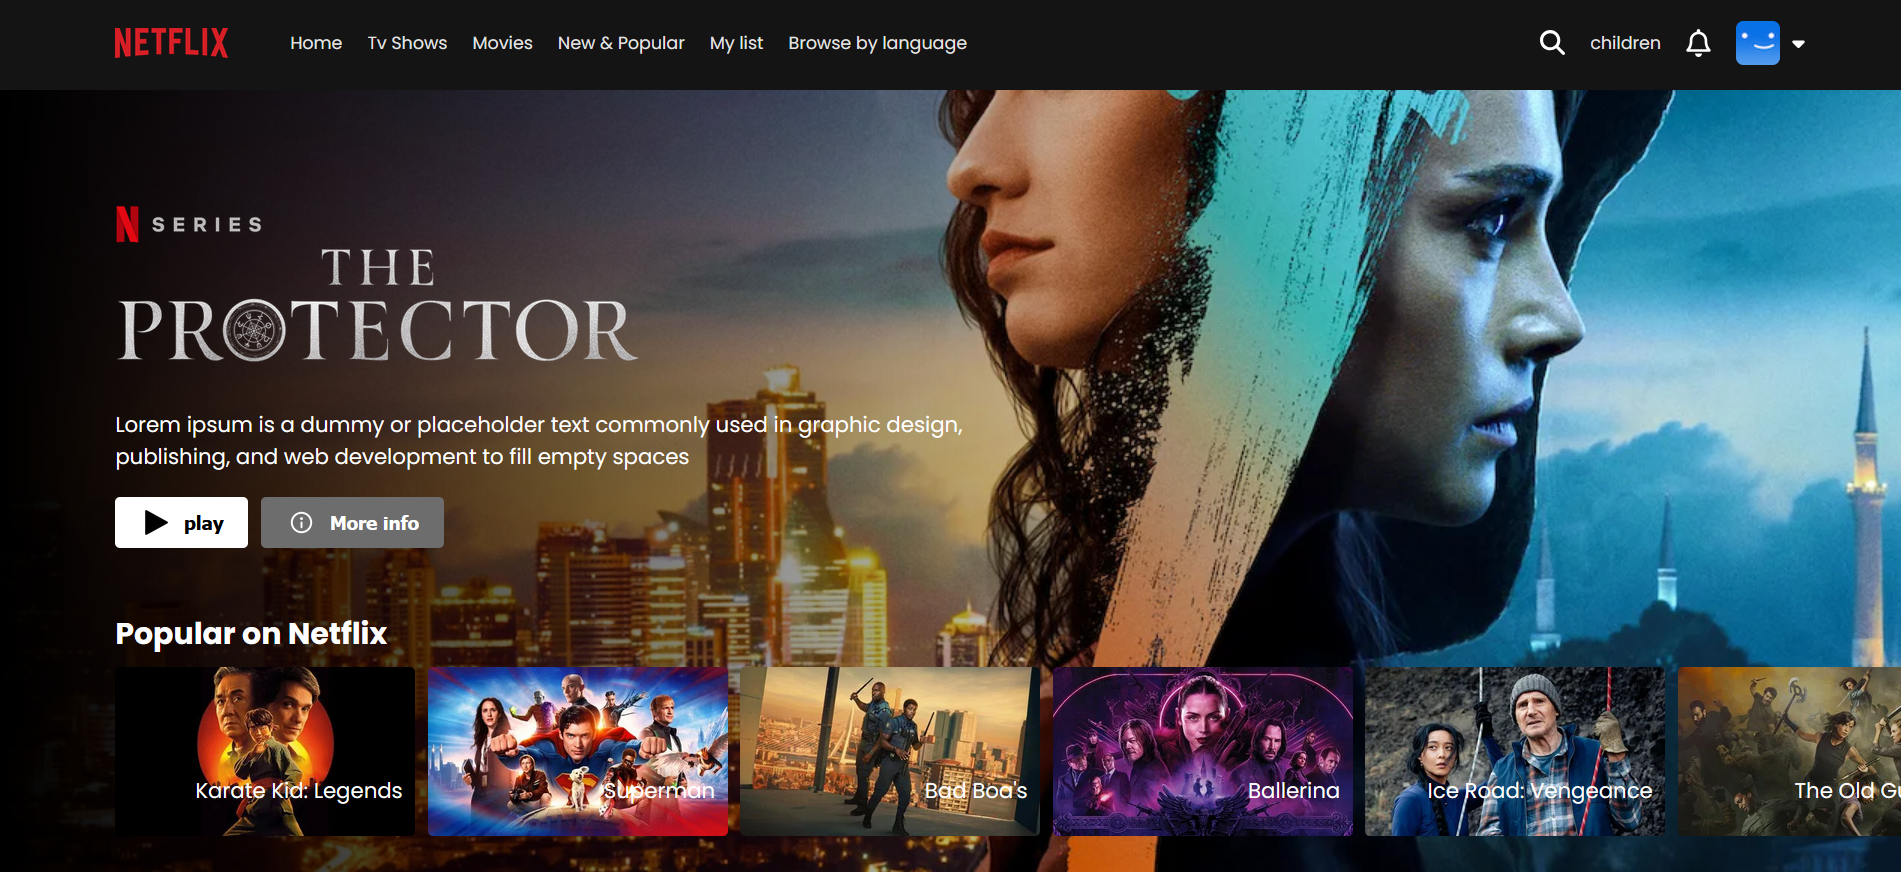 NETFLIX
Home
Tv Shows
Movies
New & Popular
My list
Browse by language
children
N SERIES
THE
PROTECTOR
Lorem ipsum is a dummy or placeholder text commonly used in graphic design,
publishing, and web development to fill empty spaces
play
More info
Popular on Netflix
Karate Kid: Legends
Superman
Bad Boa's
Ballerina
Ice Road: Vengeance
The Old